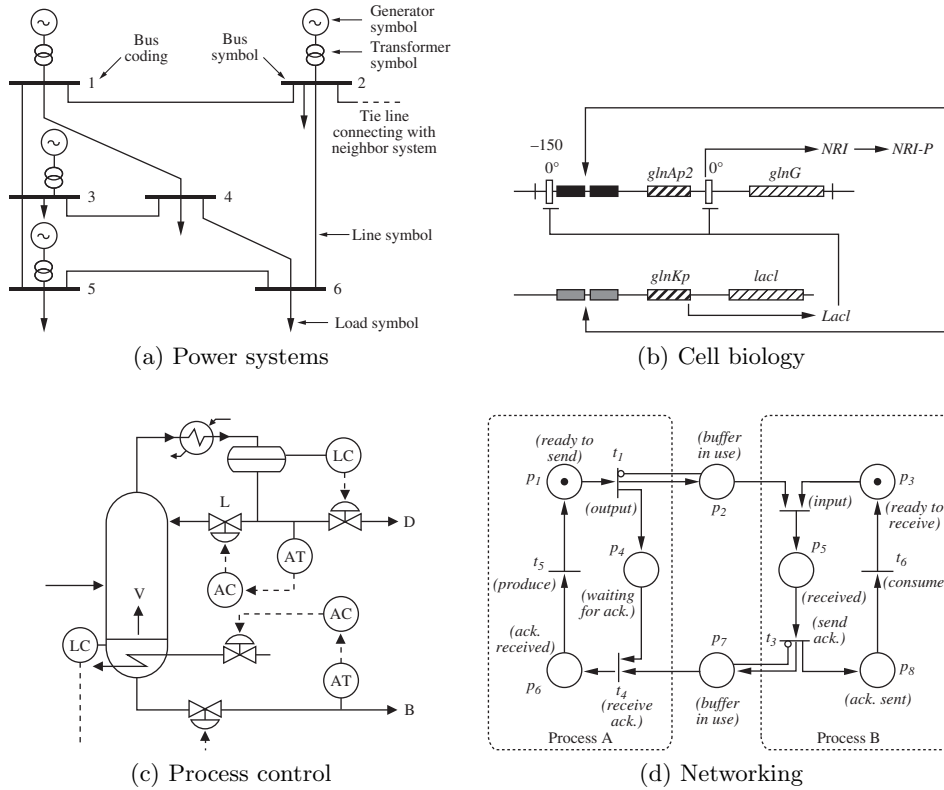 Generator
symbol
Bus
coding
Bus
symbol
Transformer
symbol
1
2
Tie line
connecting with
neighbor system
3
4
Line symbol
5
6
Load symbol
(a) Power systems
–150
0°
0°
NRI
NRI-P
glnAp2
glnG
glnKp
lacl
Lacl
(b) Cell biology
LC
L
D
AT
AC
V
AC
LC
AT
B
(c) Process control
(ready to
send)
t1
(buffer
in use)
p1
p2
(input)
p3
(output)
(ready to
receive)
p4
p5
t5
t6
(produce)
(consume)
(waiting
for ack.)
(received)
(ack.
received)
p7
(send
ack.)
t3
p6
t4
p8
(receive
ack.)
(buffer
in use)
(ack. sent)
Process A
Process B
(d) Networking